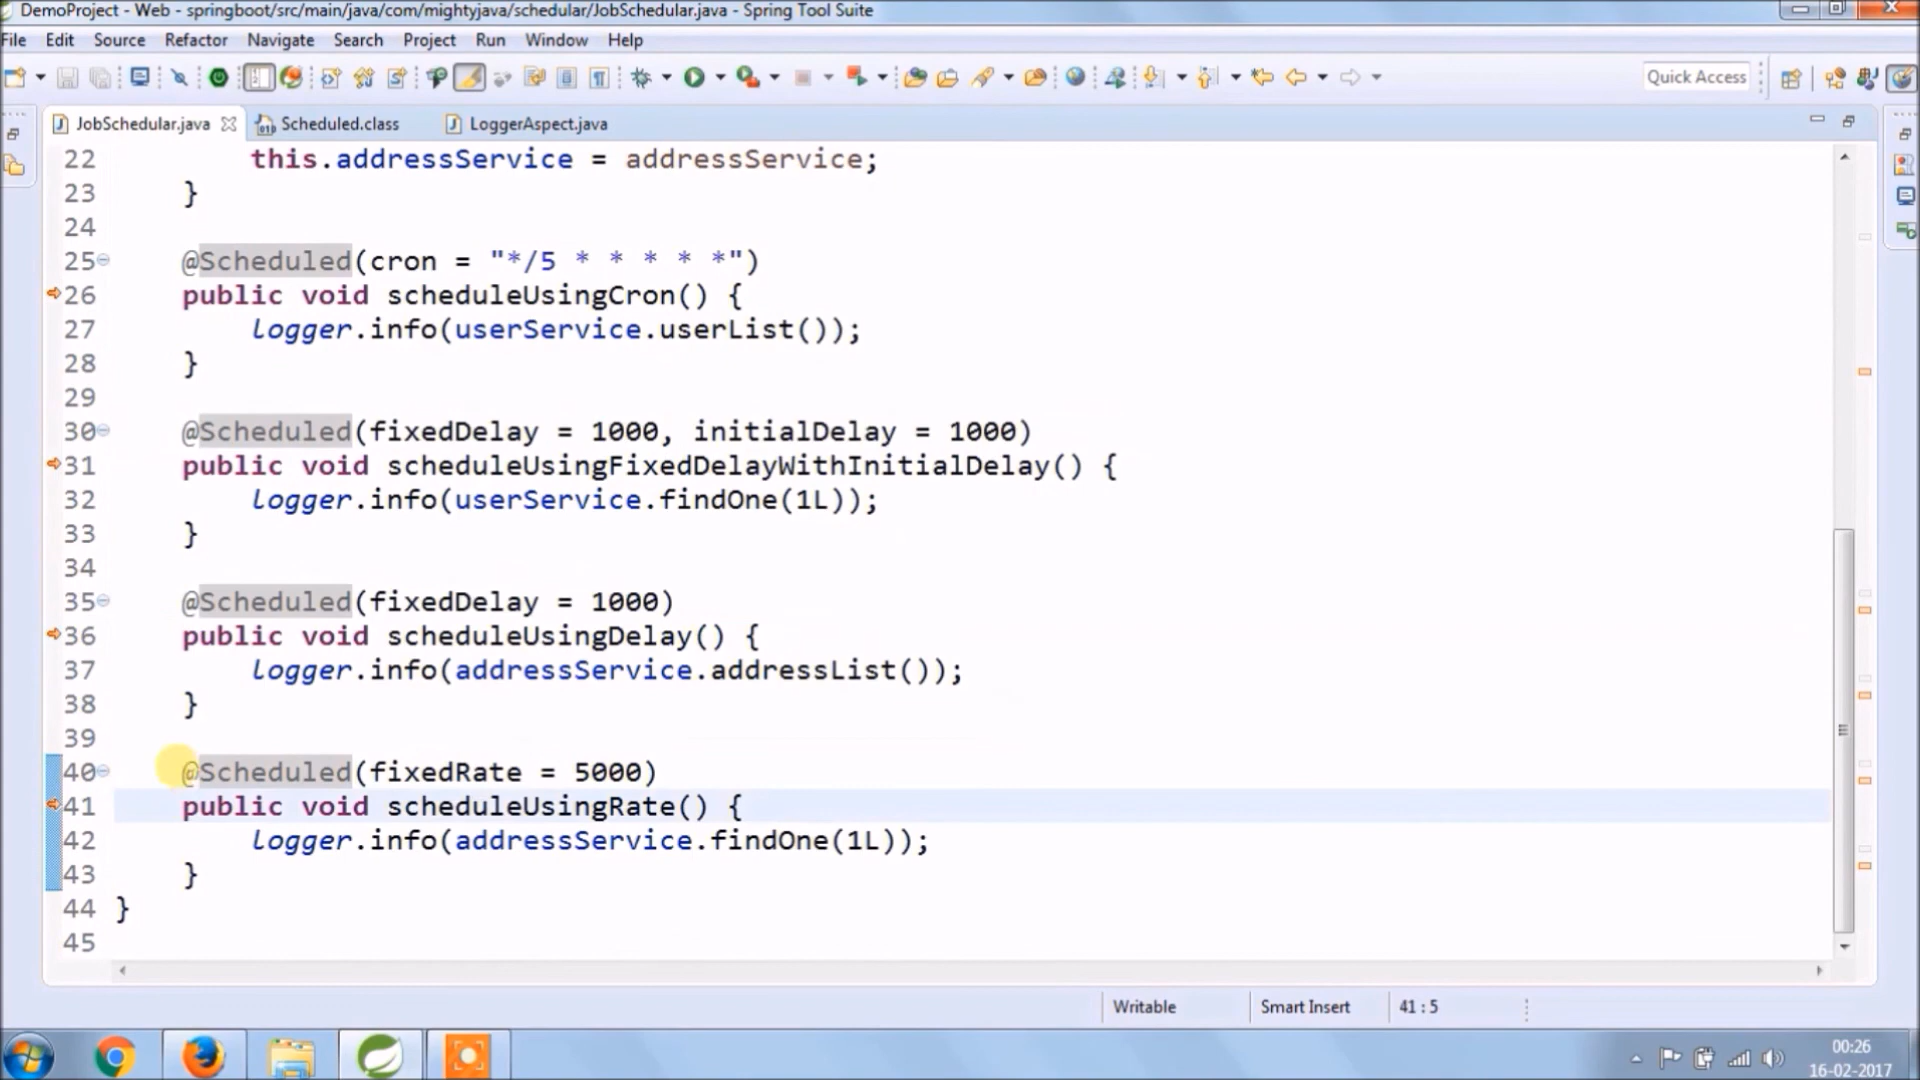 DemoProject - Web - springboot/src/main/java/com/mightyjava/schedular/JobSchedular.java - Spring Tool Suite
File Edit Source Refactor Navigate Search Project Run Window Help
Quick Access
JobSchedular.java Scheduled.class LoggerAspect.java
22 this.addressService = addressService;
23 }
24
25 @Scheduled(cron = "*/5 * * * * *")
26 public void scheduleUsingCron() {
27 logger.info(userService.userList());
28 }
29
30 @Scheduled(fixedDelay = 1000, initialDelay = 1000)
31 public void scheduleUsingFixedDelayWithInitialDelay() {
32 logger.info(userService.findOne(1L));
33 }
34
35 @Scheduled(fixedDelay = 1000)
36 public void scheduleUsingDelay() {
37 logger.info(addressService.addressList());
38 }
39
40 @Scheduled(fixedRate = 5000)
41 public void scheduleUsingRate() {
42 logger.info(addressService.findOne(1L));
43 }
44 }
45
Writable Smart Insert 41 : 5
00:26
16-02-2017